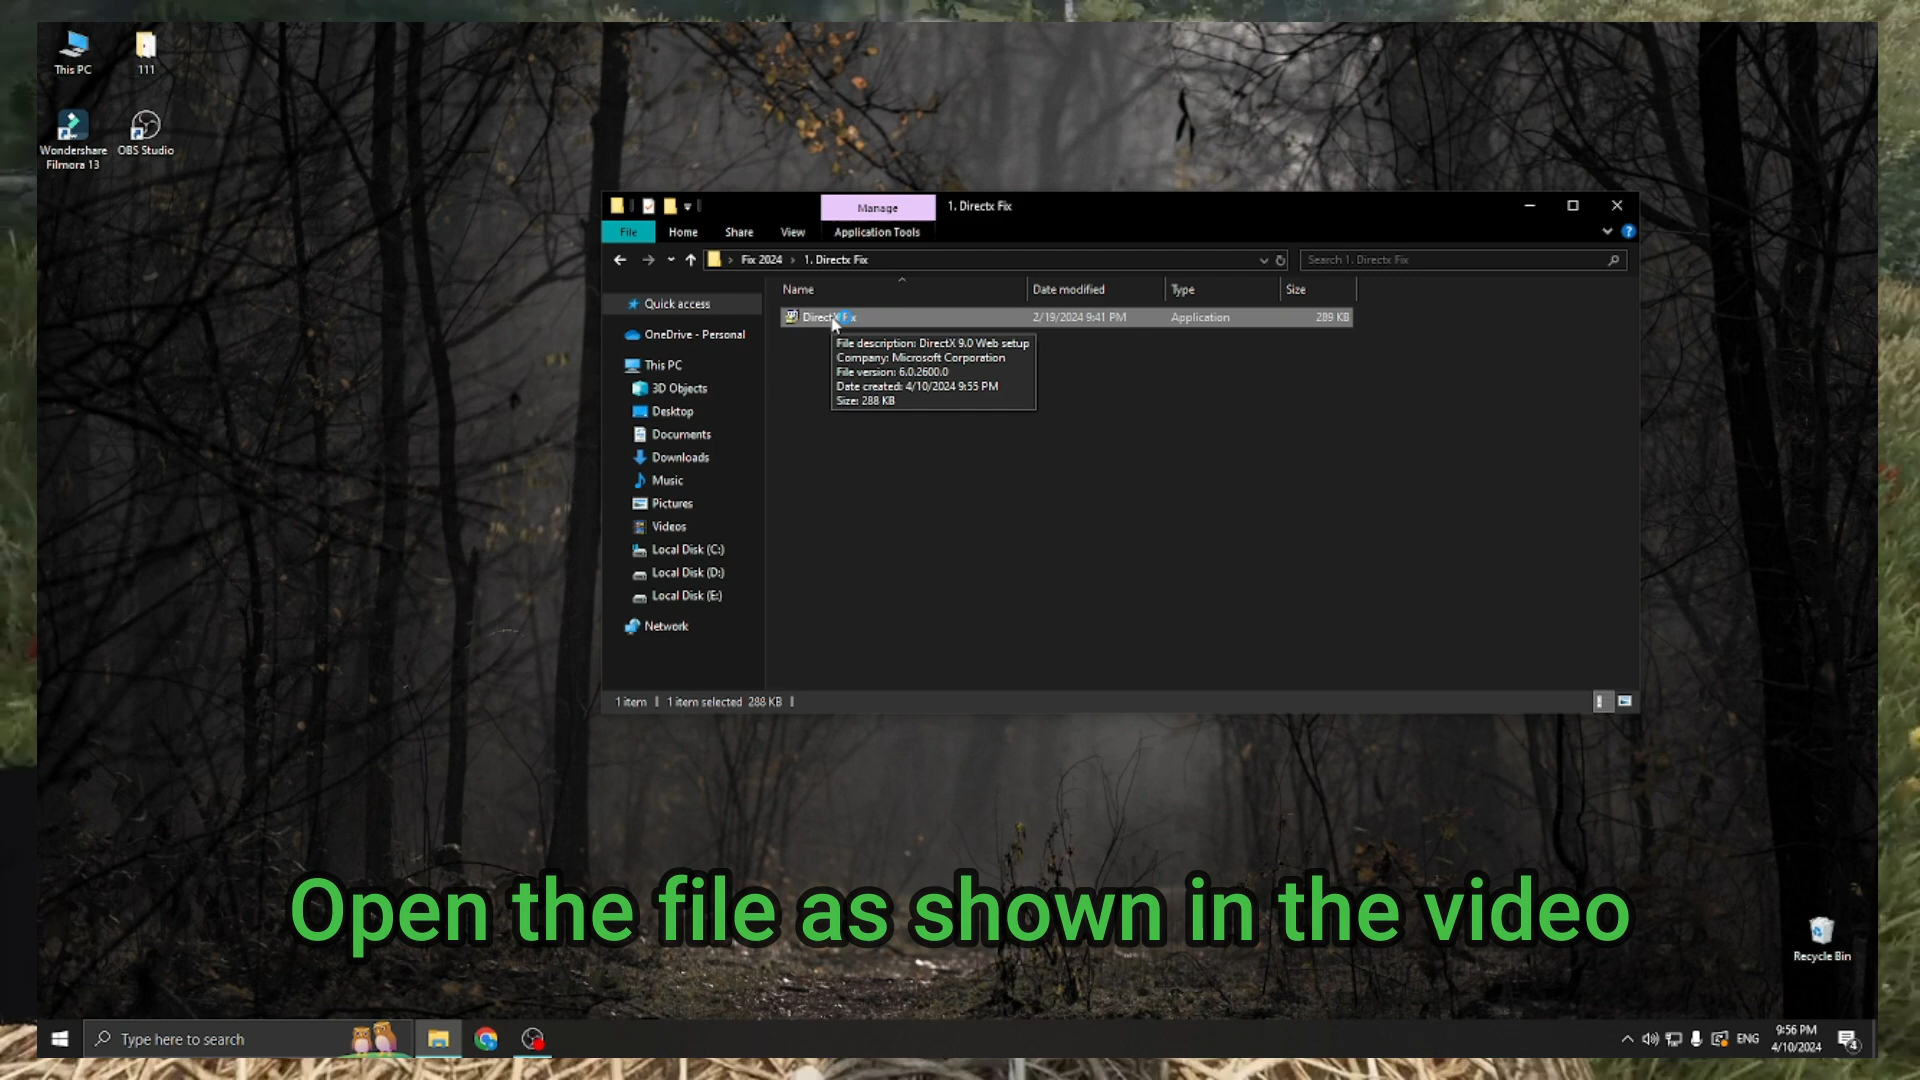 This PC
111
Wondershare
Filmora 13
OBS Studio
Manage
1. Directx Fix
File
Home
Share
View
Application Tools
Fix 2024 › 1. Directx Fix
Search 1. Directx Fix
Name
Date modified
Type
Size
2/19/2024 9:41 PM
Application
289 KB
File description: DirectX 9.0 Web setup
Company: Microsoft Corporation
File version: 6.0.2600.0
Date created: 4/10/2024 9:55 PM
Size: 288 KB
Quick access
OneDrive - Personal
This PC
3D Objects
Desktop
Documents
Downloads
Music
Pictures
Videos
Local Disk (C:)
Local Disk (D:)
Local Disk (E:)
Network
1 item
1 item selected 288 KB
Open the file as shown in the video
Recycle Bin
Type here to search
ENG
9:56 PM
4/10/2024
4